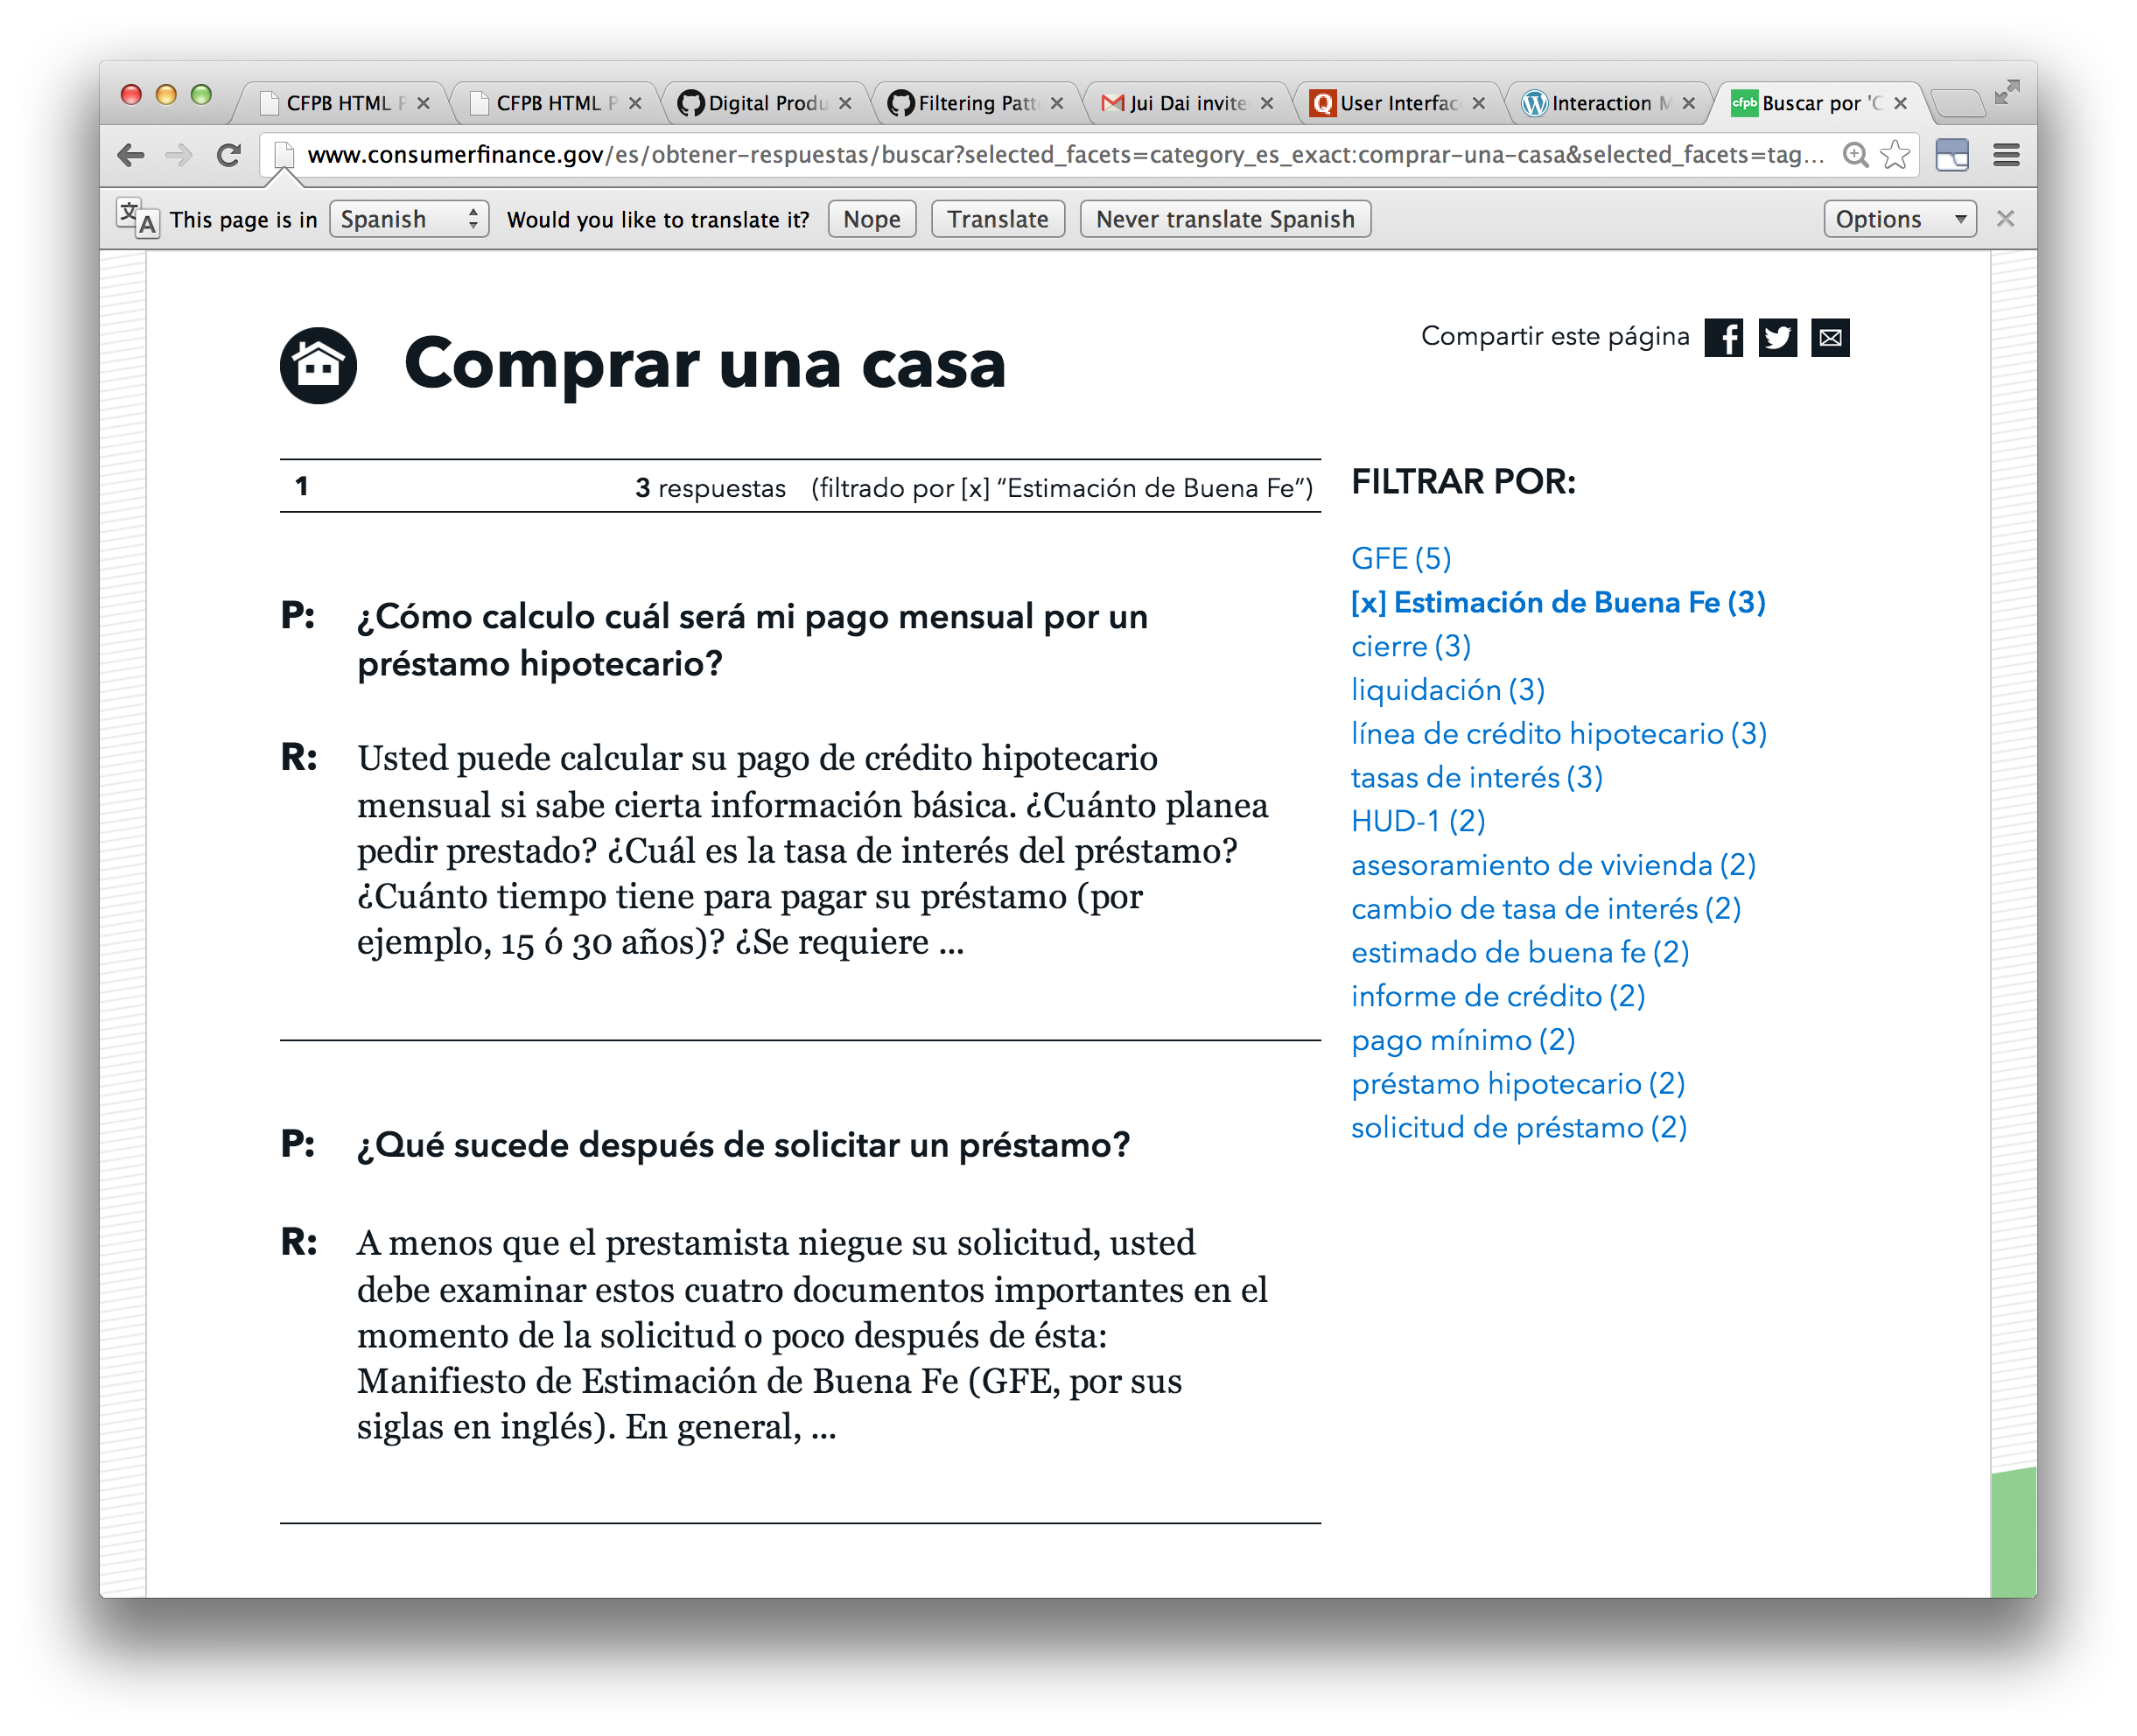 CFPB HTML P
CFPB HTML P
Digital Produ
Filtering Patt
Jui Dai invite
User Interfac
Interaction M
cfpb Buscar por 'C
www.consumerfinance.gov/es/obtener-respuestas/buscar?selected_facets=category_es_exact:comprar-una-casa&selected_facets=tag...
This page is in Spanish Would you like to translate it? Nope Translate Never translate Spanish Options
Comprar una casa
Compartir este página
1 3 respuestas (filtrado por [x] “Estimación de Buena Fe”)
P: ¿Cómo calculo cuál será mi pago mensual por un
préstamo hipotecario?
R: Usted puede calcular su pago de crédito hipotecario
mensual si sabe cierta información básica. ¿Cuánto planea
pedir prestado? ¿Cuál es la tasa de interés del préstamo?
¿Cuánto tiempo tiene para pagar su préstamo (por
ejemplo, 15 ó 30 años)? ¿Se requiere ...
P: ¿Qué sucede después de solicitar un préstamo?
R: A menos que el prestamista niegue su solicitud, usted
debe examinar estos cuatro documentos importantes en el
momento de la solicitud o poco después de ésta:
Manifiesto de Estimación de Buena Fe (GFE, por sus
siglas en inglés). En general, ...
FILTRAR POR:
GFE (5)
[x] Estimación de Buena Fe (3)
cierre (3)
liquidación (3)
línea de crédito hipotecario (3)
tasas de interés (3)
HUD-1 (2)
asesoramiento de vivienda (2)
cambio de tasa de interés (2)
estimado de buena fe (2)
informe de crédito (2)
pago mínimo (2)
préstamo hipotecario (2)
solicitud de préstamo (2)